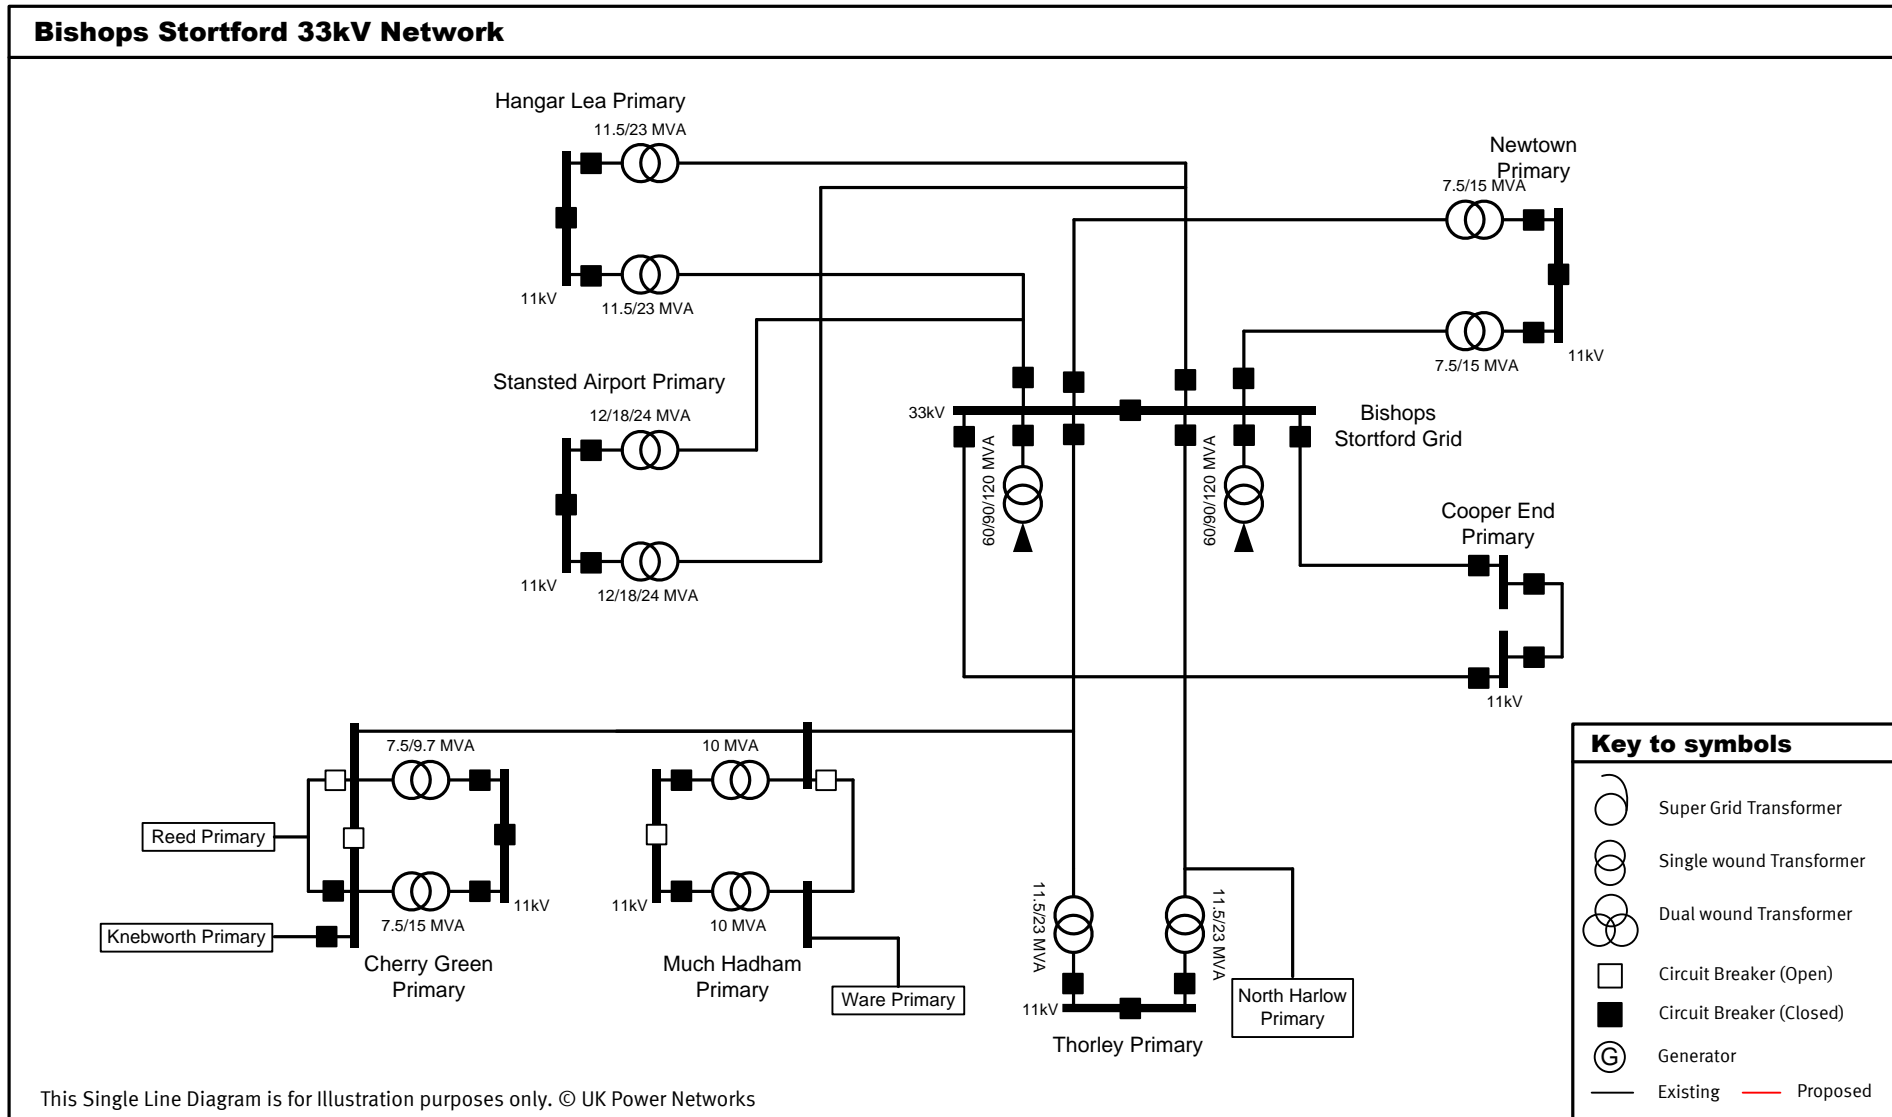 Bishops Stortford 33kV Network
Hangar Lea Primary
11.5/23 MVA
11.5/23 MVA
11kV
Newtown
Primary
7.5/15 MVA
7.5/15 MVA
11kV
Stansted Airport Primary
12/18/24 MVA
12/18/24 MVA
11kV
33kV
60/90/120 MVA
60/90/120 MVA
Bishops
Stortford Grid
Cooper End
Primary
11kV
7.5/9.7 MVA
7.5/15 MVA
11kV
Reed Primary
Knebworth Primary
Cherry Green
Primary
10 MVA
10 MVA
11kV
Much Hadham
Primary
Ware Primary
11.5/23 MVA
11.5/23 MVA
11kV
Thorley Primary
North Harlow
Primary
Key to symbols
Super Grid Transformer
Single wound Transformer
Dual wound Transformer
Circuit Breaker (Open)
Circuit Breaker (Closed)
G Generator
Existing Proposed
This Single Line Diagram is for Illustration purposes only. © UK Power Networks